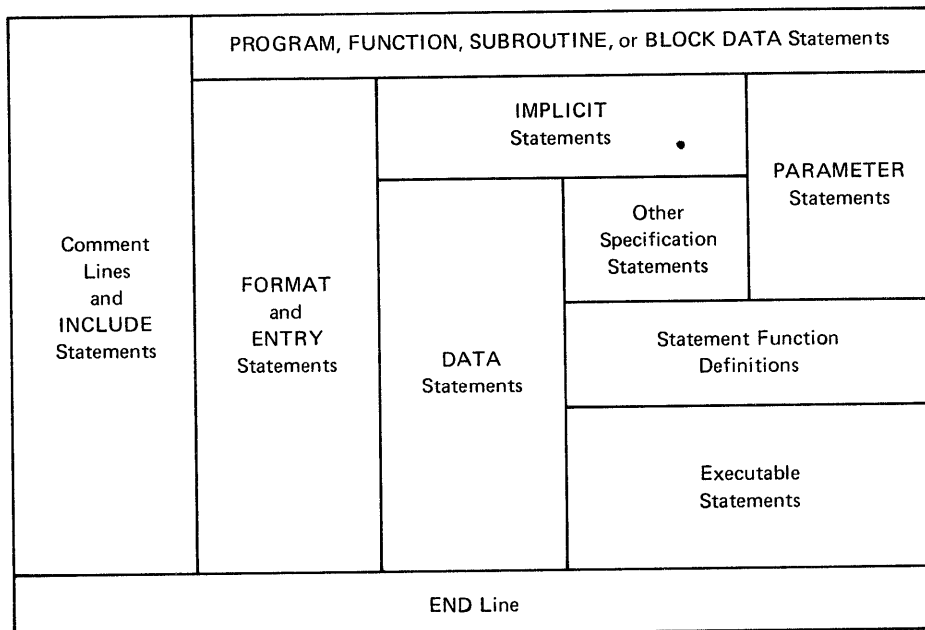 PROGRAM, FUNCTION, SUBROUTINE, or BLOCK DATA Statements
Comment
Lines
and
INCLUDE
Statements
FORMAT
and
ENTRY
Statements
IMPLICIT
Statements
PARAMETER
Statements
DATA
Statements
Other
Specification
Statements
Statement Function
Definitions
Executable
Statements
END Line